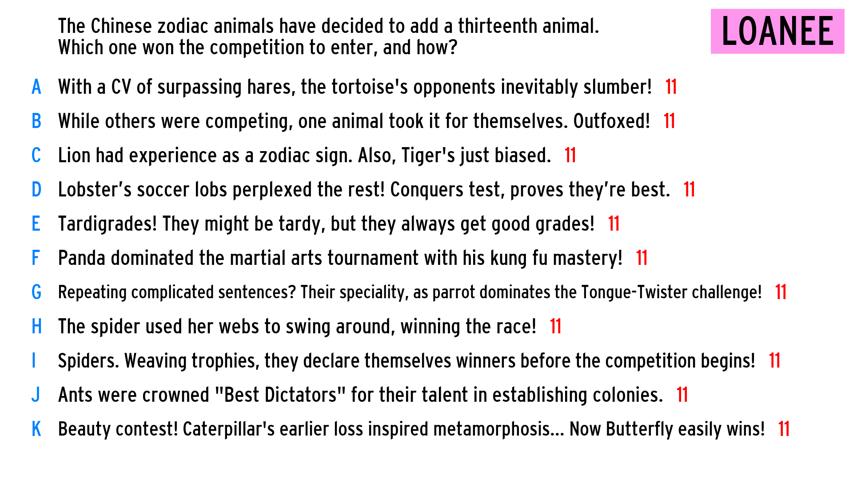 The Chinese zodiac animals have decided to add a thirteenth animal.
Which one won the competition to enter, and how?
LOANEE
A With a CV of surpassing hares, the tortoise's opponents inevitably slumber! 11
B While others were competing, one animal took it for themselves. Outfoxed! 11
C Lion had experience as a zodiac sign. Also, Tiger's just biased. 11
D Lobster's soccer lobs perplexed the rest! Conquers test, proves they're best. 11
E Tardigrades! They might be tardy, but they always get good grades! 11
F Panda dominated the martial arts tournament with his kung fu mastery! 11
G Repeating complicated sentences? Their speciality, as parrot dominates the Tongue-Twister challenge! 11
H The spider used her webs to swing around, winning the race! 11
I Spiders. Weaving trophies, they declare themselves winners before the competition begins! 11
J Ants were crowned "Best Dictators" for their talent in establishing colonies. 11
K Beauty contest! Caterpillar's earlier loss inspired metamorphosis... Now Butterfly easily wins! 11